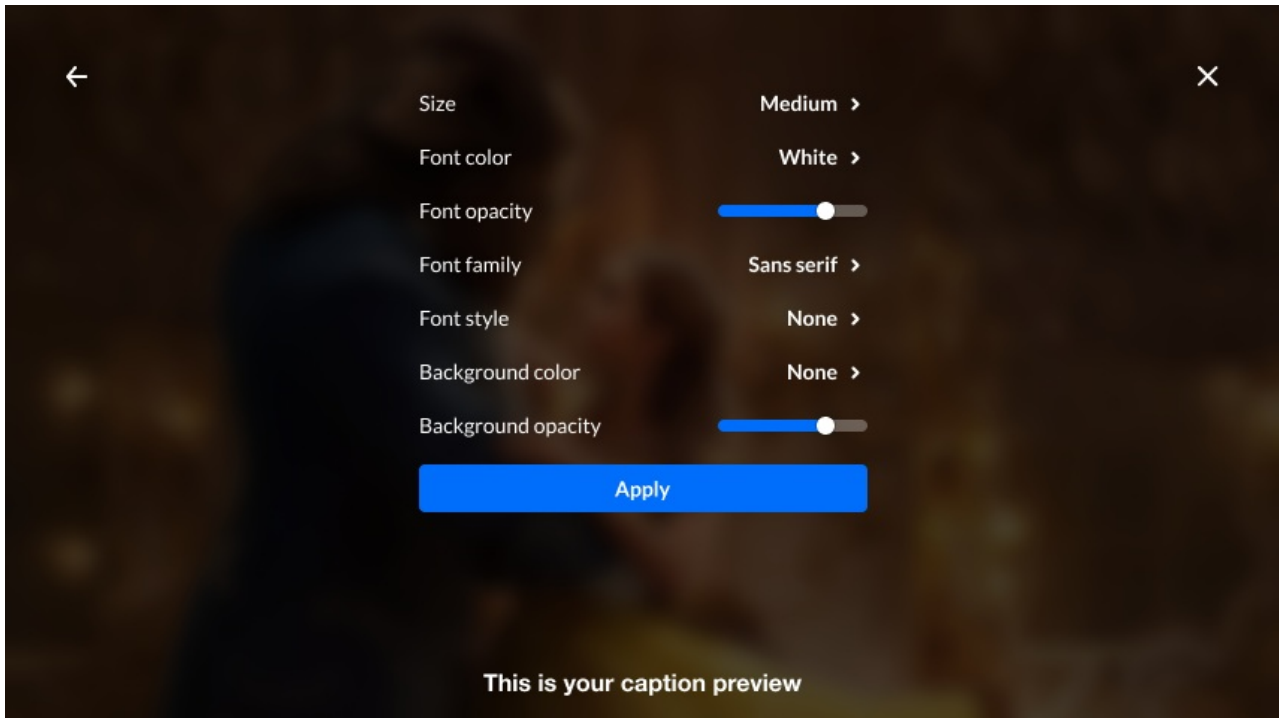 Size Medium
Font color White
Font opacity
Font family Sans serif
Font style None
Background color None
Background opacity
Apply
This is your caption preview